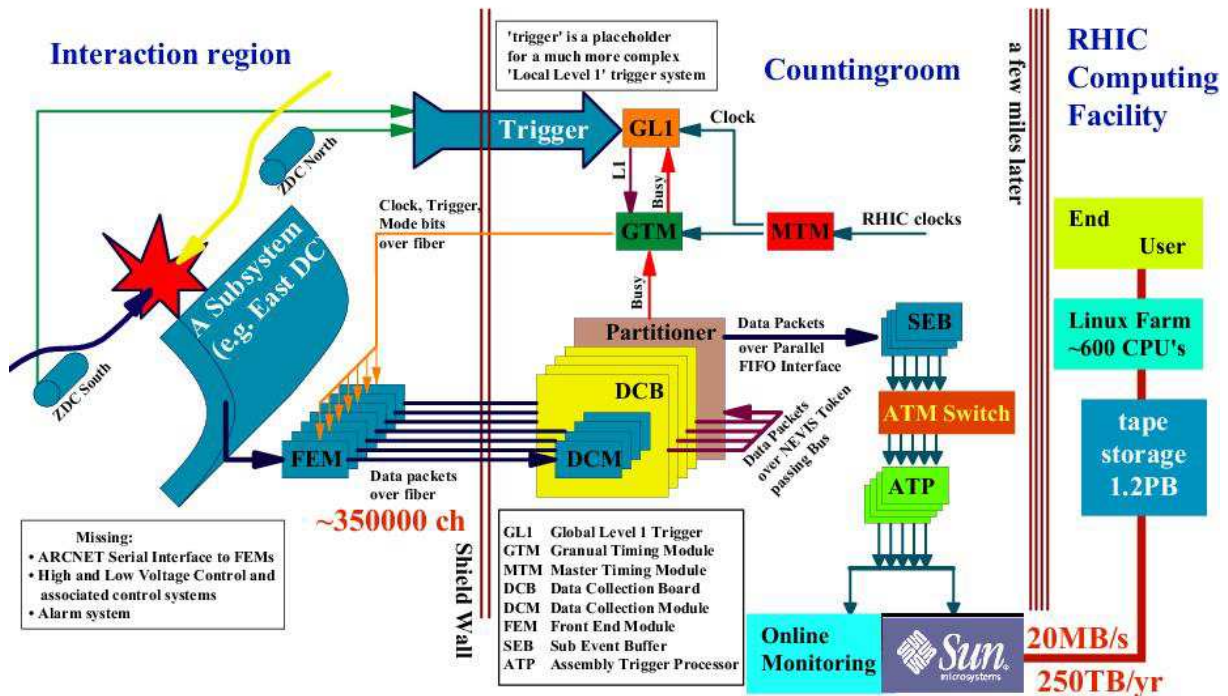 Interaction region
'trigger' is a placeholder
for a much more complex
'Local Level 1' trigger system
Countingroom
a few miles later
RHIC
Computing
Facility
ZDC North
Trigger
GL1
Clock
L1
Busy
Clock, Trigger,
Mode bits
over fiber
GTM
MTM
RHIC clocks
End
User
A Subsystem
(e.g. East DC)
ZDC South
Busy
Partitioner
Data Packets
over Parallel
FIFO Interface
SEB
Linux Farm
~600 CPU's
DCB
ATM Switch
FEM
DCM
Data packets
over fiber
Data Packets
over NEVIS Token
passing Bus
ATP
tape
storage
1.2PB
~350000 ch
Missing:
• ARCNET Serial Interface to FEMs
• High and Low Voltage Control and
associated control systems
• Alarm system
Shield Wall
GL1 Global Level 1 Trigger
GTM Granual Timing Module
MTM Master Timing Module
DCB Data Collection Board
DCM Data Collection Module
FEM Front End Module
SEB Sub Event Buffer
ATP Assembly Trigger Processor
Online
Monitoring
Sun
microsystems
20MB/s
250TB/yr